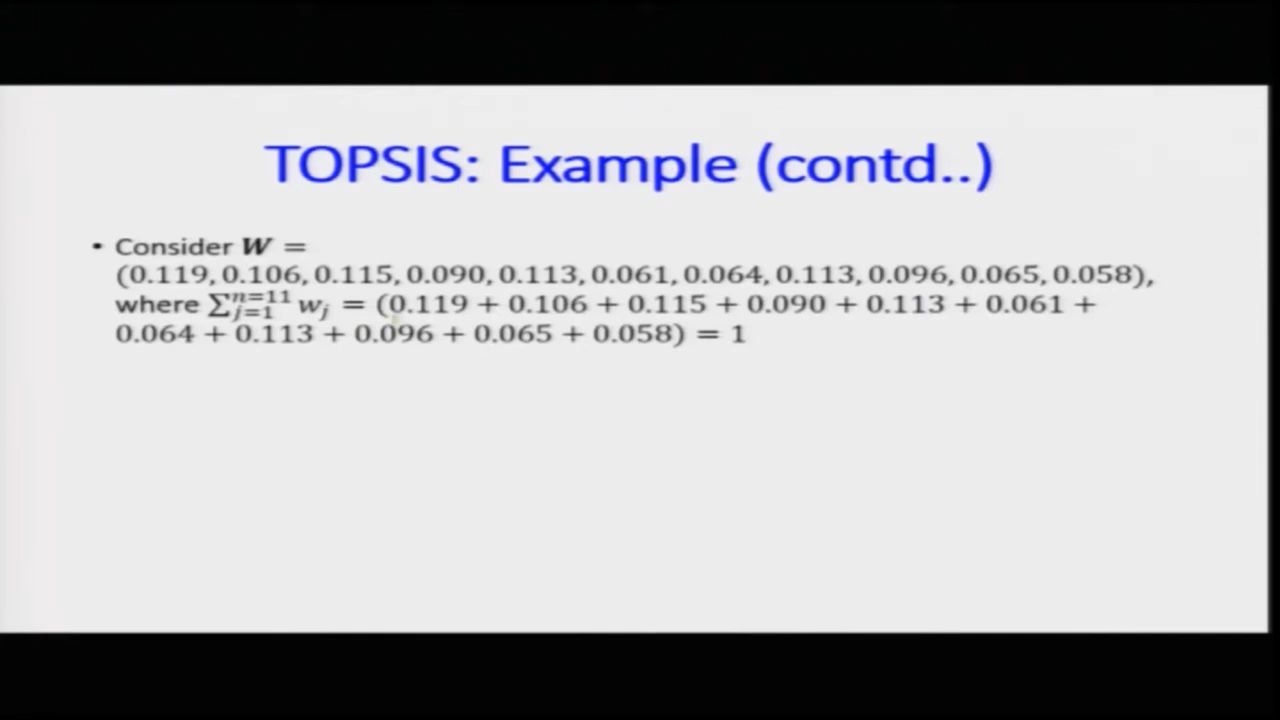 TOPSIS: Example (contd..)
• Consider W =
(0.119, 0.106, 0.115, 0.090, 0.113, 0.061, 0.064, 0.113, 0.096, 0.065, 0.058),
where ∑_{j=1}^{n=11} w_j = (0.119 + 0.106 + 0.115 + 0.090 + 0.113 + 0.061 +
0.064 + 0.113 + 0.096 + 0.065 + 0.058) = 1